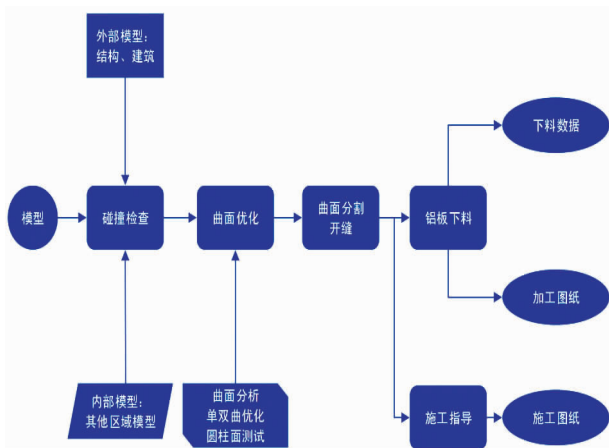 外部模型：
结构、建筑
下料数据
模型
碰撞检查
曲面优化
曲面分割
开缝
铝板下料
加工图纸
内部模型：
其他区域模型
曲面分析
单双曲优化
圆柱面测试
施工指导
施工图纸